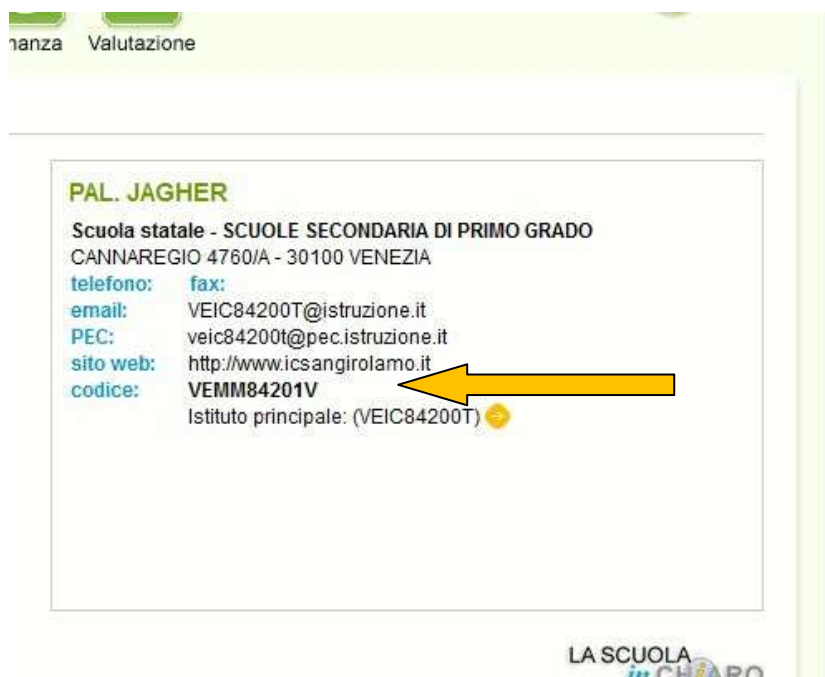 nanza Valutazione
PAL. JAGHER
Scuola statale - SCUOLE SECONDARIA DI PRIMO GRADO
CANNAREGIO 4760/A - 30100 VENEZIA
telefono: fax:
email: VEIC84200T@istruzione.it
PEC: veic84200t@pec.istruzione.it
sito web: http://www.icsangirolamo.it
codice: VEMM84201V
Istituto principale: (VEIC84200T)
LA SCUOLA
in CHiARO